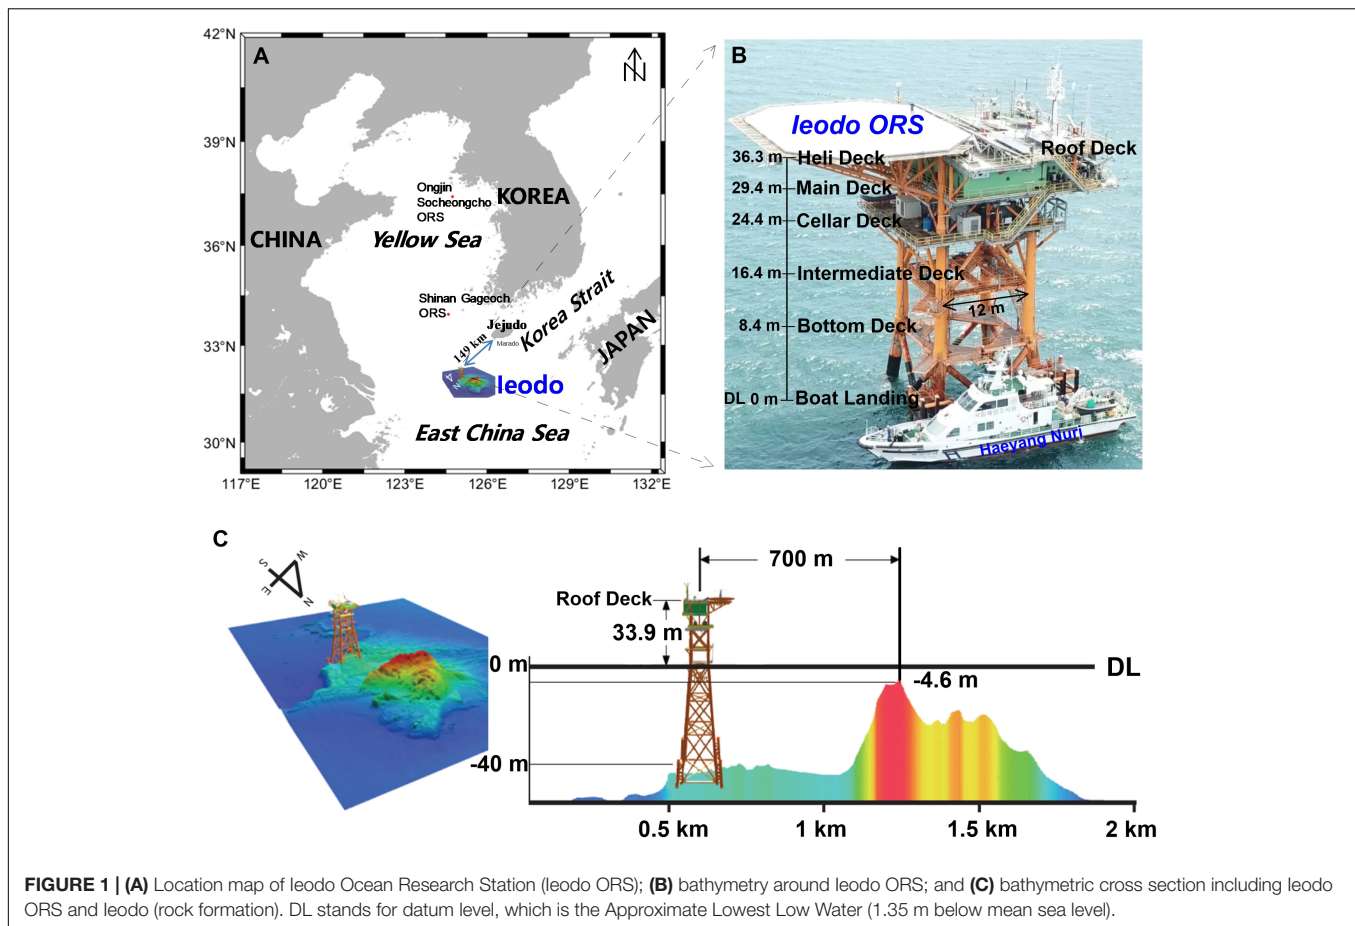 42°N
39°N
36°N
33°N
30°N
117°E
120°E
123°E
126°E
129°E
132°E
A
N
Ongjin
Socheongcho
ORS
KOREA
CHINA
Yellow Sea
Shinan Gageoch
ORS
Jejudo
Marado
149 km
Korea Strait
JAPAN
N
Ieodo
East China Sea
B
Ieodo ORS
Roof Deck
36.3 m Heli Deck
29.4 m Main Deck
24.4 m Cellar Deck
16.4 m Intermediate Deck
12 m
8.4 m Bottom Deck
DL 0 m Boat Landing
Haeyang Nuri
C
S
W
E
N
700 m
Roof Deck
33.9 m
0 m
DL
-4.6 m
-40 m
0.5 km
1 km
1.5 km
2 km
FIGURE 1 | (A) Location map of Ieodo Ocean Research Station (Ieodo ORS); (B) bathymetry around Ieodo ORS; and (C) bathymetric cross section including Ieodo
ORS and Ieodo (rock formation). DL stands for datum level, which is the Approximate Lowest Low Water (1.35 m below mean sea level).